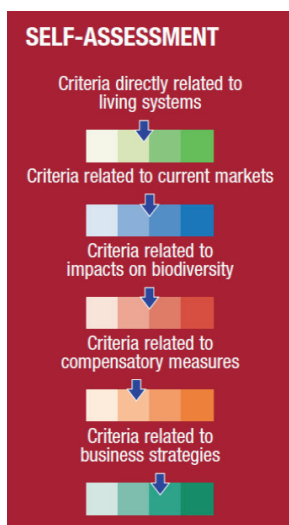 SELF-ASSESSMENT
Criteria directly related to
living systems
Criteria related to current markets
Criteria related to
impacts on biodiversity
Criteria related to
compensatory measures
Criteria related to
business strategies